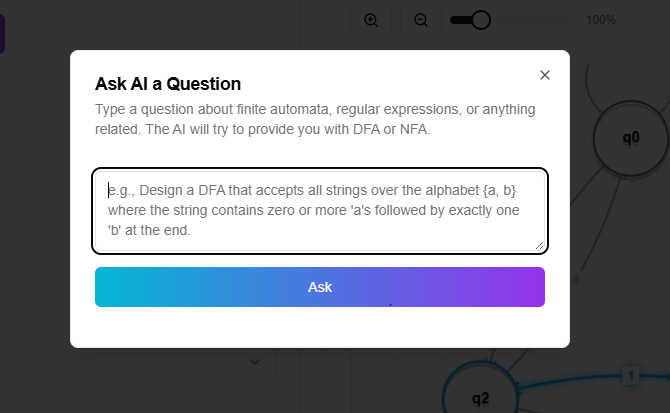 100%
Ask AI a Question
Type a question about finite automata, regular expressions, or anything
related. The AI will try to provide you with DFA or NFA.
q0
e.g., Design a DFA that accepts all strings over the alphabet {a, b}
where the string contains zero or more 'a's followed by exactly one
'b' at the end.
0
Ask
1
q2